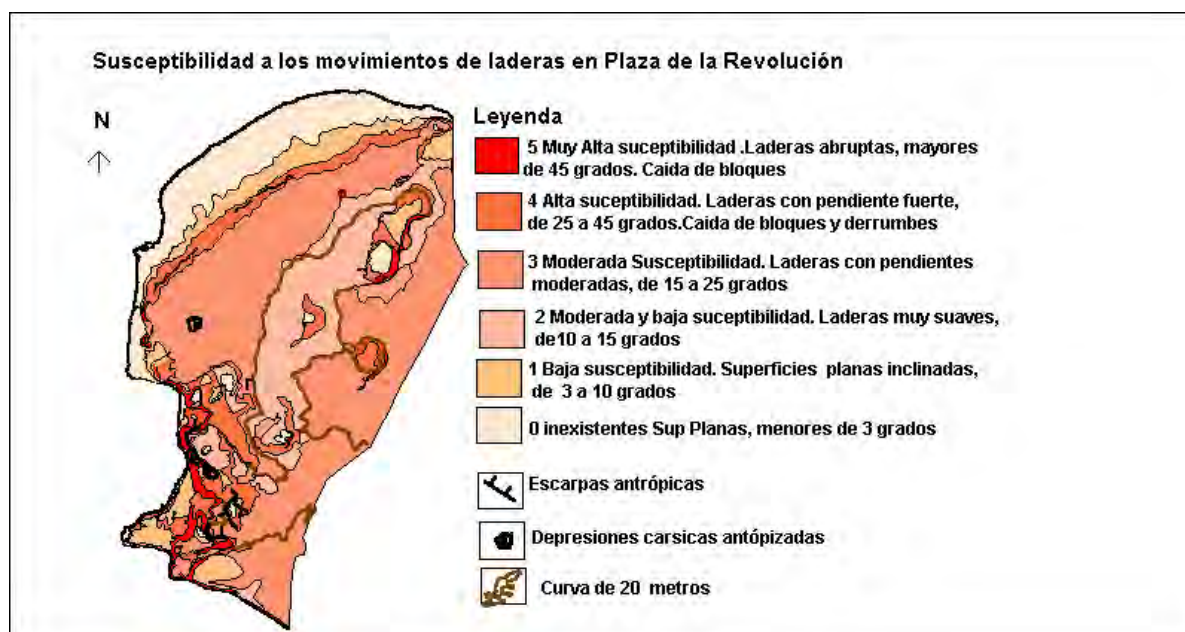 Susceptibilidad a los movimientos de laderas en Plaza de la Revolución
N
Leyenda
5 Muy Alta suceptibilidad .Laderas abruptas, mayores
de 45 grados. Caida de bloques
4 Alta suceptibilidad. Laderas con pendiente fuerte,
de 25 a 45 grados.Caida de bloques y derrumbes
3 Moderada Susceptibilidad. Laderas con pendientes
moderadas, de 15 a 25 grados
2 Moderada y baja suceptibilidad. Laderas muy suaves,
de10 a 15 grados
1 Baja susceptibilidad. Superficies planas inclinadas,
de 3 a 10 grados
0 inexistentes Sup Planas, menores de 3 grados
Escarpas antrópicas
Depresiones carsicas antópizadas
Curva de 20 metros